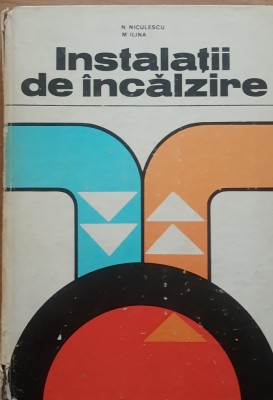 N NICULESCU
M ILINA
Instalații
de încălzire